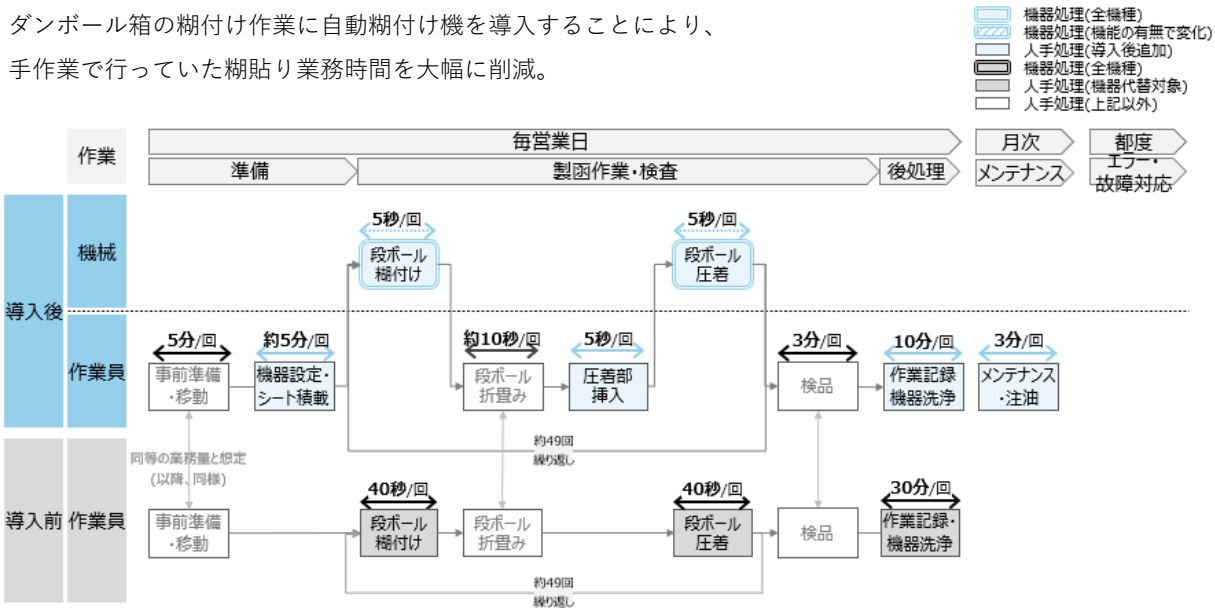 ダンボール箱の糊付け作業に自動糊付け機を導入することにより、
手作業で行っていた糊貼り業務時間を大幅に削減。
機器処理(全機種)
機器処理(機能の有無で変化)
人手処理(導入後追加)
機器処理(全機種)
人手処理(機器代替対象)
人手処理(上記以外)
作業
毎営業日
月次
都度
準備
製函作業・検査
後処理
メンテナンス
エラー・
故障対応
導入後
機械
5秒/回
段ボール
糊付け
5秒/回
段ボール
圧着
作業員
5分/回
事前準備
・移動
約5分/回
機器設定・
シート積載
約10秒/回
段ボール
折畳み
5秒/回
圧着部
挿入
3分/回
検品
10分/回
作業記録
機器洗浄
3分/回
メンテナンス
・注油
約49回
繰り返し
同等の業務量と想定
(以降、同様)
導入前
作業員
事前準備
・移動
40秒/回
段ボール
糊付け
段ボール
折畳み
40秒/回
段ボール
圧着
検品
30分/回
作業記録・
機器洗浄
約49回
繰り返し